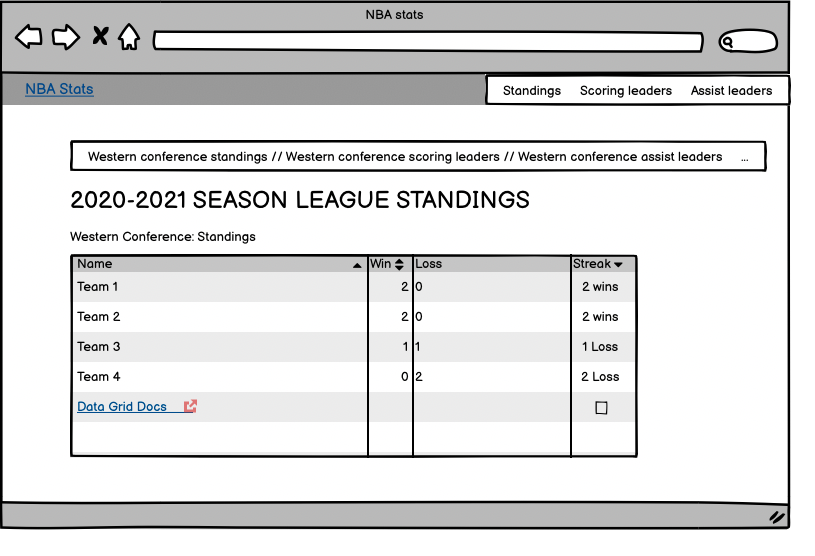 NBA stats
NBA Stats
Standings Scoring leaders Assist leaders
Western conference standings // Western conference scoring leaders // Western conference assist leaders ...
2020-2021 SEASON LEAGUE STANDINGS
Western Conference: Standings
Name Win Loss Streak
Team 1 2 0 2 wins
Team 2 2 0 2 wins
Team 3 1 1 1 Loss
Team 4 0 2 2 Loss
Data Grid Docs